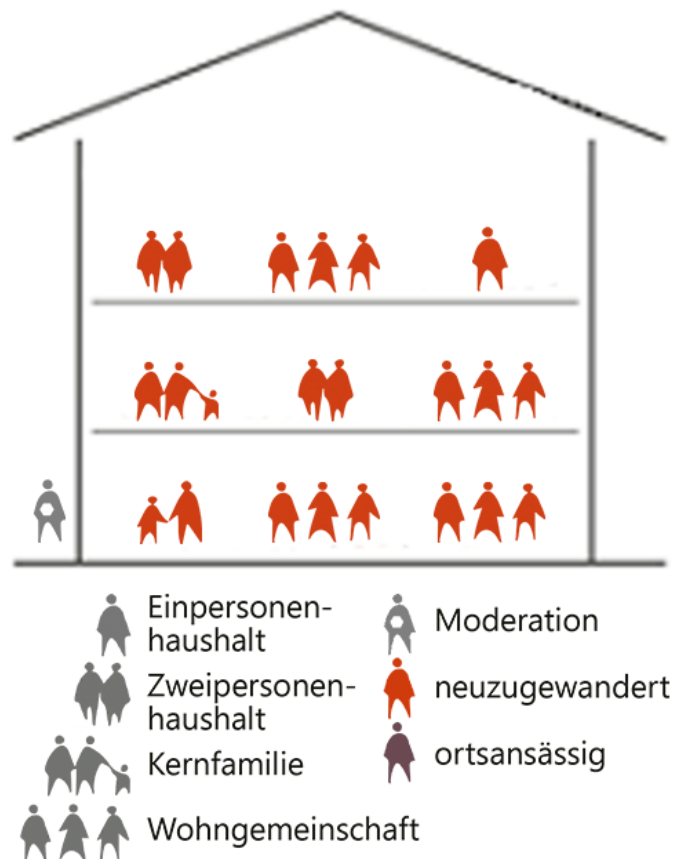 Einpersonen-
haushalt
Zweipersonen-
haushalt
Kernfamilie
Wohngemeinschaft
Moderation
neuzugewandert
ortsansässig